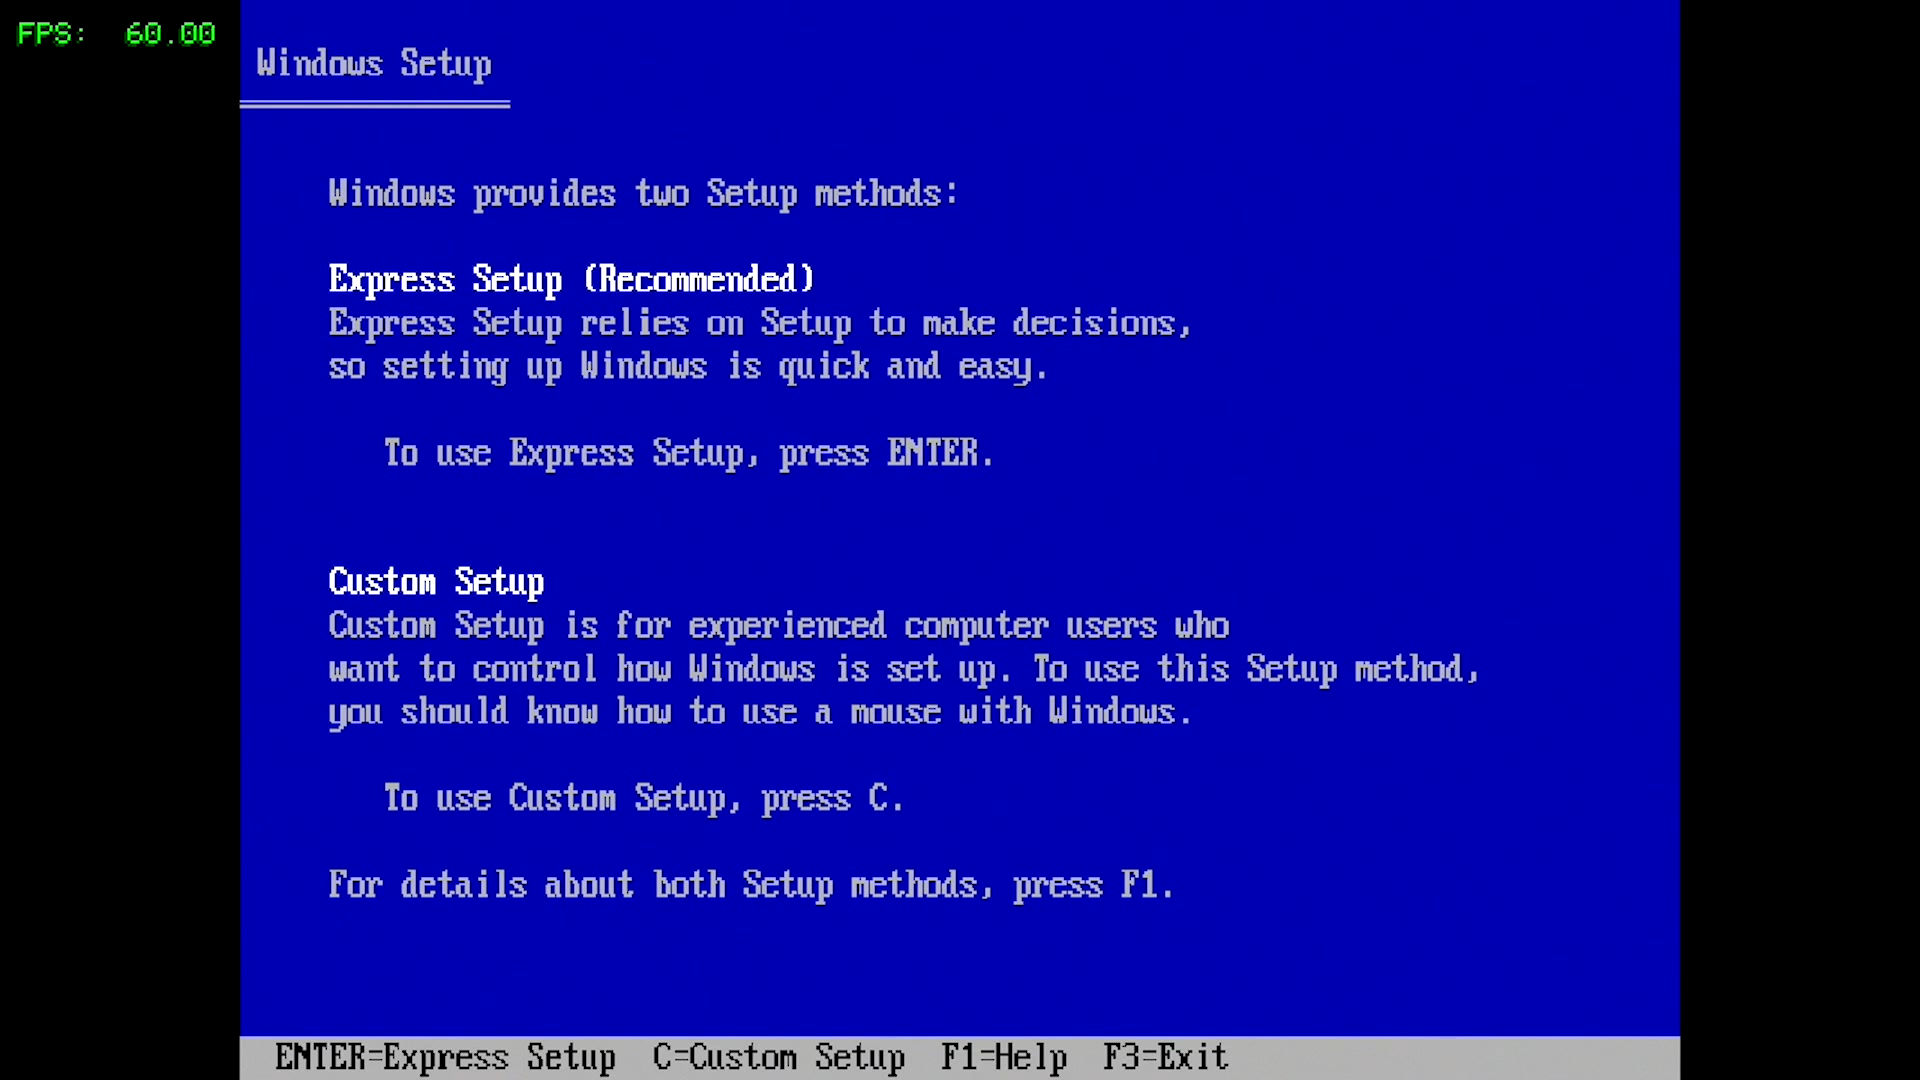 FPS: 60.00
Windows Setup
Windows provides two Setup methods:
Express Setup (Recommended)
Express Setup relies on Setup to make decisions,
so setting up Windows is quick and easy.
To use Express Setup, press ENTER.
Custom Setup
Custom Setup is for experienced computer users who
want to control how Windows is set up. To use this Setup method,
you should know how to use a mouse with Windows.
To use Custom Setup, press C.
For details about both Setup methods, press F1.
ENTER=Express Setup C=Custom Setup F1=Help F3=Exit